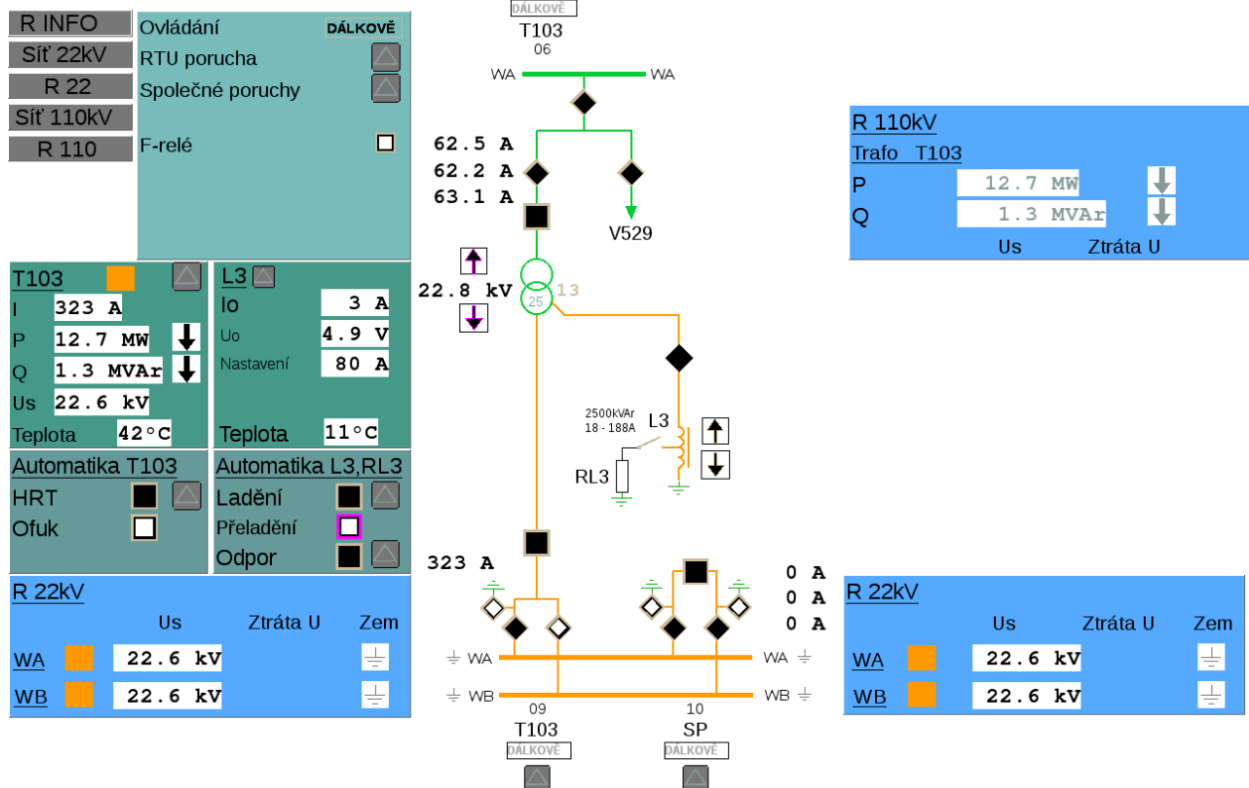 R INFO
Síť 22kV
R 22
Síť 110kV
R 110
Ovládání DÁLKOVĚ
RTU porucha
Společné poruchy
F-relé
T103
I 323 A
P 12.7 MW
Q 1.3 MVAr
Us 22.6 kV
Teplota 42°C
L3
Io 3 A
Uo 4.9 V
Nastavení 80 A
Teplota 11°C
Automatika T103
HRT
Ofuk
Automatika L3,RL3
Ladění
Přeladění
Odpor
R 22kV
Us Ztráta U Zem
WA 22.6 kV
WB 22.6 kV
DÁLKOVĚ
T103
06
WA WA
62.5 A
62.2 A
63.1 A
V529
22.8 kV 25 13
2500kVAr
18 - 188A
L3
RL3
323 A
0 A
0 A
0 A
WA WA
WB WB
09
T103
DÁLKOVĚ
10
SP
DÁLKOVĚ
R 110kV
Trafo T103
P 12.7 MW
Q 1.3 MVAr
Us Ztráta U
R 22kV
Us Ztráta U Zem
WA 22.6 kV
WB 22.6 kV